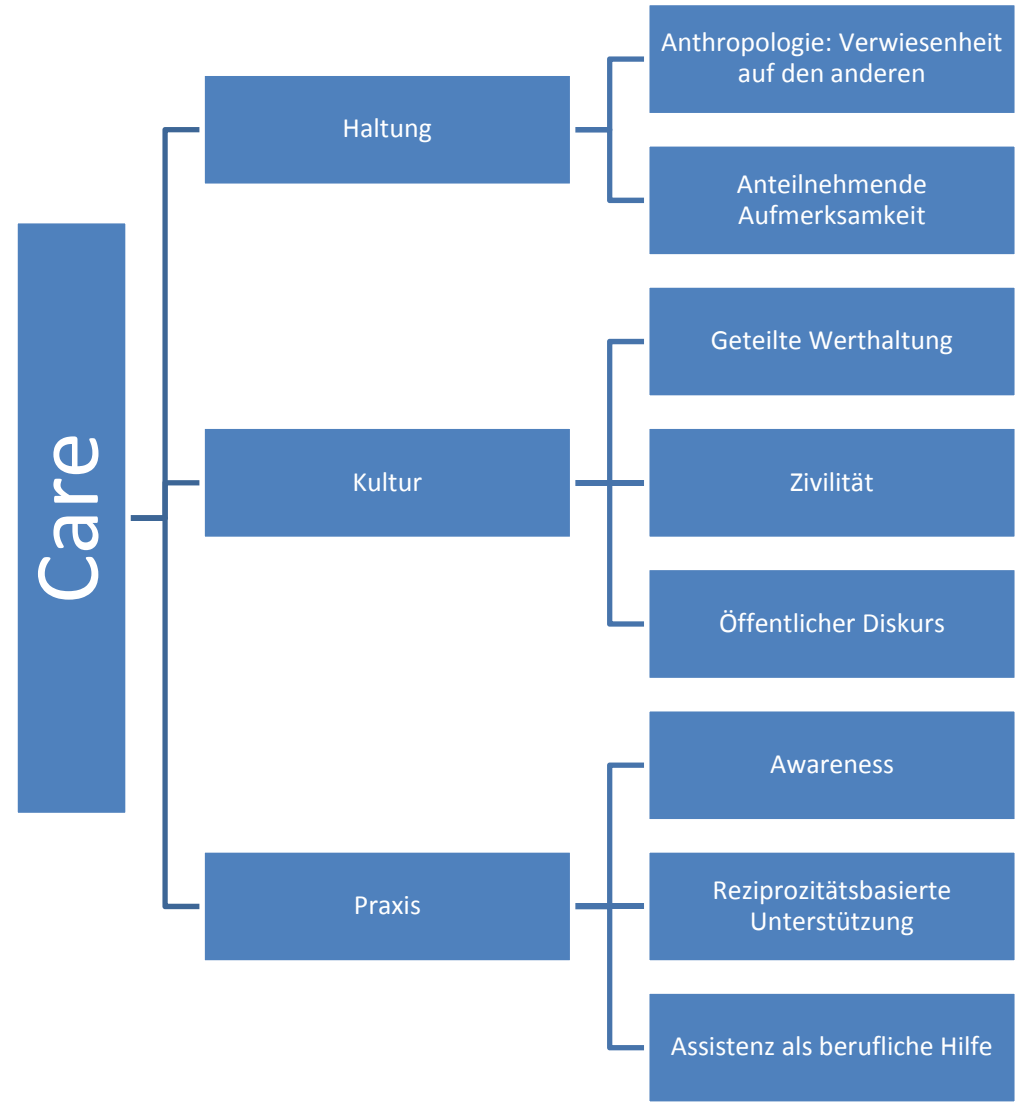 Care
Haltung
Anthropologie: Verwiesenheit
auf den anderen
Anteilnehmende
Aufmerksamkeit
Kultur
Geteilte Werthaltung
Zivilität
Öffentlicher Diskurs
Praxis
Awareness
Reziprozitätsbasierte
Unterstützung
Assistenz als berufliche Hilfe